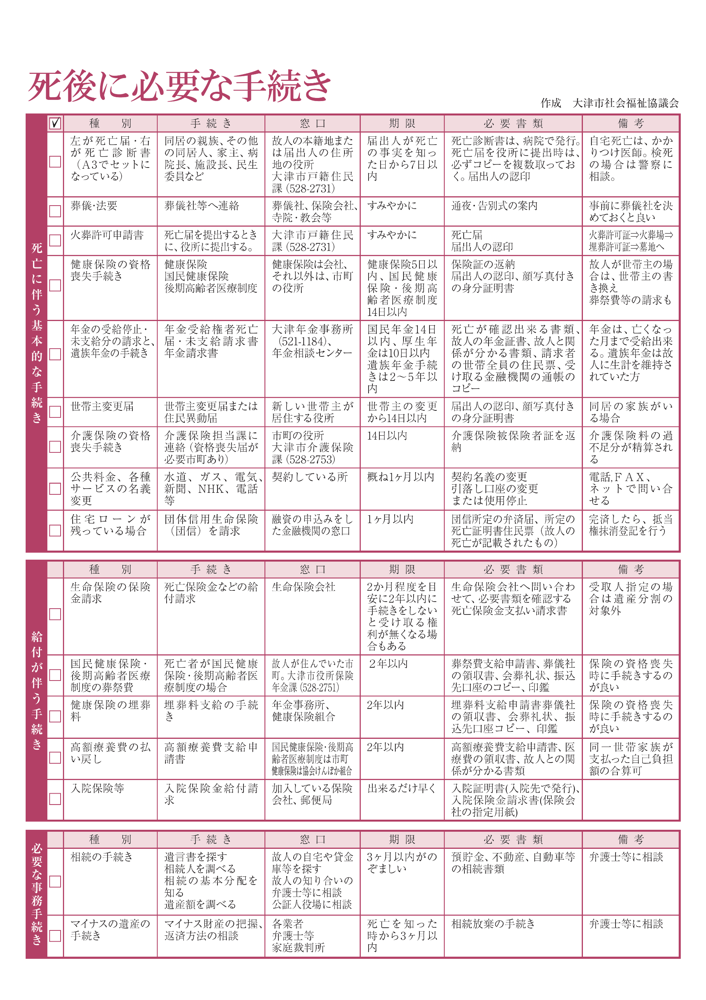 死後に必要な手続き
作成　大津市社会福祉協議会
死亡に伴う基本的な手続き
種　別
手続き
窓口
期限
必要書類
備考
左が死亡届・右
が死亡診断書
（A3でセットに
なっている）
同居の親族、その他
の同居人、家主、病
院長、施設長、民生
委員など
故人の本籍地また
は届出人の住所
地の役所
大津市戸籍住民
課（528-2731）
届出人が死亡
の事実を知っ
た日から7日以
内
死亡診断書は、病院で発行。
死亡届を役所に提出時は、
必ずコピーを複数取ってお
く。届出人の認印
自宅死亡は、かか
りつけ医師。検死
の場合は警察に
相談。
葬儀・法要
葬儀社等へ連絡
葬儀社、保険会社、
寺院・教会等
すみやかに
通夜・告別式の案内
事前に葬儀社を決
めておくと良い
火葬許可申請書
死亡届を提出するとき
に、役所に提出する。
大津市戸籍住民
課（528-2731）
すみやかに
死亡届
届出人の認印
火葬許可証⇒火葬場⇒
埋葬許可証⇒墓地へ
健康保険の資格
喪失手続き
健康保険
国民健康保険
後期高齢者医療制度
健康保険は会社、
それ以外は、市町
の役所
健康保険5日以
内、国民健康
保険・後期高
齢者医療制度
14日以内
保険証の返納
届出人の認印、顔写真付き
の身分証明書
故人が世帯主の場
合は、世帯主の書
き換え
葬祭費等の請求も
年金の受給停止・
未支給分の請求と、
遺族年金の手続き
年金受給権者死亡
届・未支給請求書
年金請求書
大津年金事務所
（521-1184）、
年金相談センター
国民年金14日
以内、厚生年
金は10日以内
遺族年金手続
きは2〜5年以
内
死亡が確認出来る書類、
故人の年金証書、故人と関
係が分かる書類、請求者
の世帯全員の住民票、受
け取る金融機関の通帳の
コピー
年金は、亡くなっ
た月まで受給出来
る。遺族年金は故
人に生計を維持さ
れていた方
世帯主変更届
世帯主変更届または
住民異動届
新しい世帯主が
居住する役所
世帯主の変更
から14日以内
届出人の認印、顔写真付き
の身分証明書
同居の家族がい
る場合
介護保険の資格
喪失手続き
介護保険担当課に
連絡（資格喪失届が
必要市町あり）
市町の役所
大津市介護保険
課（528-2753）
14日以内
介護保険被保険者証を返
納
介護保険料の過
不足分が精算され
る
公共料金、各種
サービスの名義
変更
水道、ガス、電気、
新聞、NHK、電話
等
契約している所
概ね1ヶ月以内
契約名義の変更
引落し口座の変更
または使用停止
電話,ＦＡＸ、
ネットで問い合
せる
住宅ローンが
残っている場合
団体信用生命保険
（団信）を請求
融資の申込みをし
た金融機関の窓口
1ヶ月以内
団信所定の弁済届、所定の
死亡証明書住民票（故人の
死亡が記載されたもの）
完済したら、抵当
権抹消登記を行う
給付が伴う手続き
種　別
手続き
窓口
期限
必要書類
備考
生命保険の保険
金請求
死亡保険金などの給
付請求
生命保険会社
2か月程度を目
安に2年以内に
手続きをしない
と受け取る権
利が無くなる場
合もある
生命保険会社へ問い合わ
せて、必要書類を確認する
死亡保険金支払い請求書
受取人指定の場
合は遺産分割の
対象外
国民健康保険・
後期高齢者医療
制度の葬祭費
死亡者が国民健康
保険・後期高齢者医
療制度の場合
故人が住んでいた市
町。大津市役所保険
年金課（528-2751）
２年以内
葬祭費支給申請書、葬儀社
の領収書、会葬礼状、振込
先口座のコピー、印鑑
保険の資格喪失
時に手続きするの
が良い
健康保険の埋葬
料
埋葬料支給の手続
き
年金事務所、
健康保険組合
2年以内
埋葬料支給申請書葬儀社
の領収書、会葬礼状、振
込先口座コピー、印鑑
保険の資格喪失
時に手続きするの
が良い
高額療養費の払
い戻し
高額療養費支給申
請書
国民健康保険・後期高
齢者医療制度は市町
健康保険は協会けんぽか組合
2年以内
高額療養費支給申請書、医
療費の領収書、故人との関
係が分かる書類
同一世帯家族が
支払った自己負担
額の合算可
入院保険等
入院保険金給付請
求
加入している保険
会社、郵便局
出来るだけ早く
入院証明書(入院先で発行)、
入院保険金請求書(保険会
社の指定用紙)
必要な事務手続き
種　別
手続き
窓口
期限
必要書類
備考
相続の手続き
遺言書を探す
相続人を調べる
相続の基本分配を
知る
遺産額を調べる
故人の自宅や貸金
庫等を探す
故人の知り合いの
弁護士等に相談
公証人役場に相談
3ヶ月以内がの
ぞましい
預貯金、不動産、自動車等
の相続書類
弁護士等に相談
マイナスの遺産の
手続き
マイナス財産の把握、
返済方法の相談
各業者
弁護士等
家庭裁判所
死亡を知った
時から3ヶ月以
内
相続放棄の手続き
弁護士等に相談